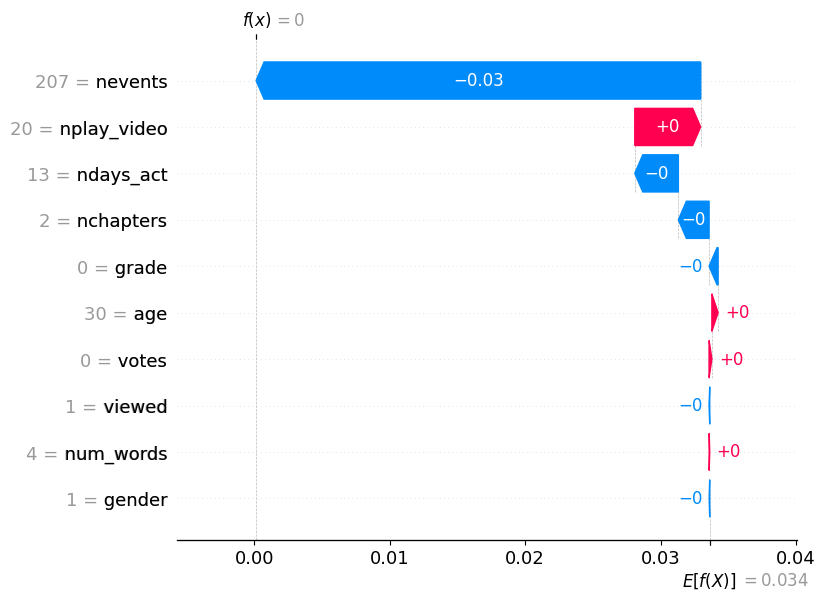 f(x) = 0
207 = nevents −0.03
20 = nplay_video +0
13 = ndays_act −0
2 = nchapters −0
0 = grade −0
30 = age +0
0 = votes +0
1 = viewed −0
4 = num_words +0
1 = gender −0
0.00 0.01 0.02 0.03 0.04
E[f(X)] = 0.034